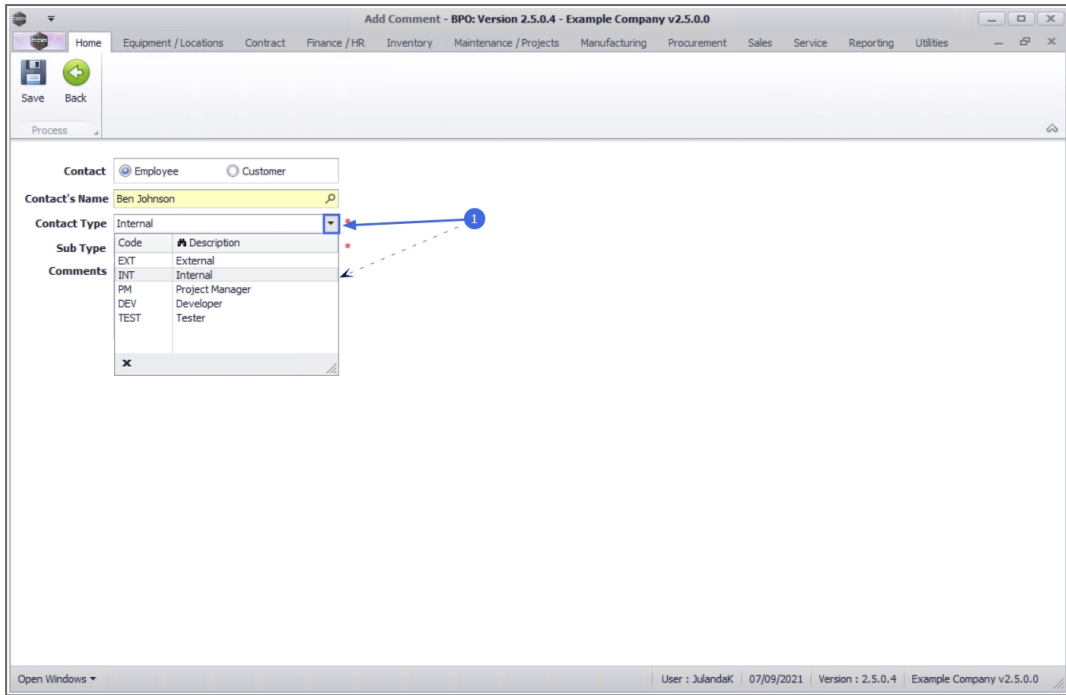 Add Comment - BPO: Version 2.5.0.4 - Example Company v2.5.0.0
Home Equipment / Locations Contract Finance / HR Inventory Maintenance / Projects Manufacturing Procurement Sales Service Reporting Utilities
Save Back
Process
Contact Employee Customer
Contact's Name Ben Johnson
Contact Type Internal * 1
Sub Type Code Description *
EXT External
Comments INT Internal
PM Project Manager
DEV Developer
TEST Tester
x
Open Windows User : JulandaK 07/09/2021 Version : 2.5.0.4 Example Company v2.5.0.0